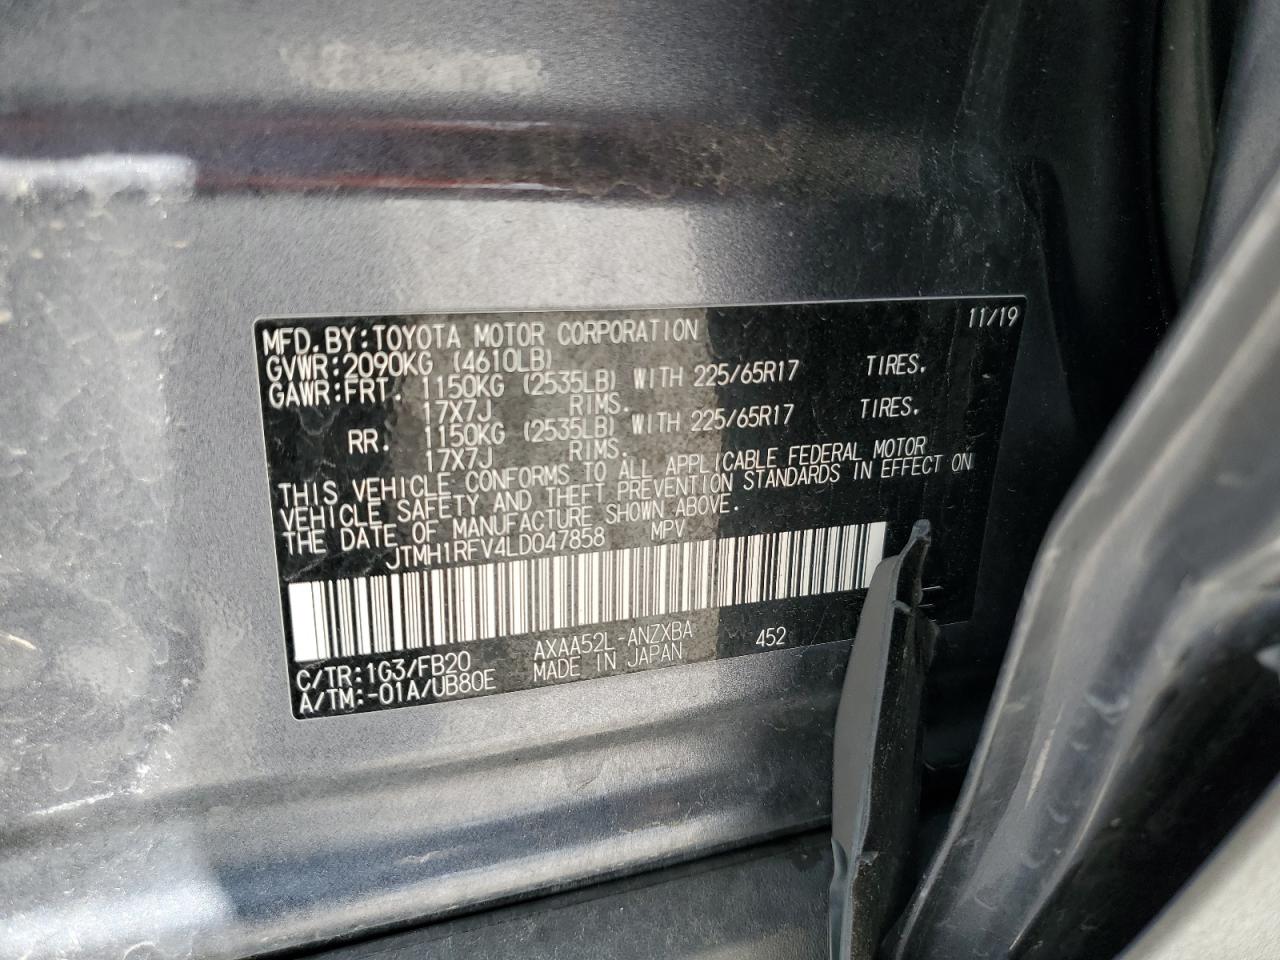 MFD. BY: TOYOTA MOTOR CORPORATION 11/19
GVWR: 2090KG (4610LB)
GAWR: FRT. 1150KG (2535LB) WITH 225/65R17 TIRES.
17X7J RIMS.
RR. 1150KG (2535LB) WITH 225/65R17 TIRES.
17X7J RIMS.
THIS VEHICLE CONFORMS TO ALL APPLICABLE FEDERAL MOTOR
VEHICLE SAFETY AND THEFT PREVENTION STANDARDS IN EFFECT ON
THE DATE OF MANUFACTURE SHOWN ABOVE.
JTMH1RFV4LD047858 MPV
C/TR: 1G3/FB20 AXAA52L-ANZXBA 452
A/TM: -01A/UB80E MADE IN JAPAN